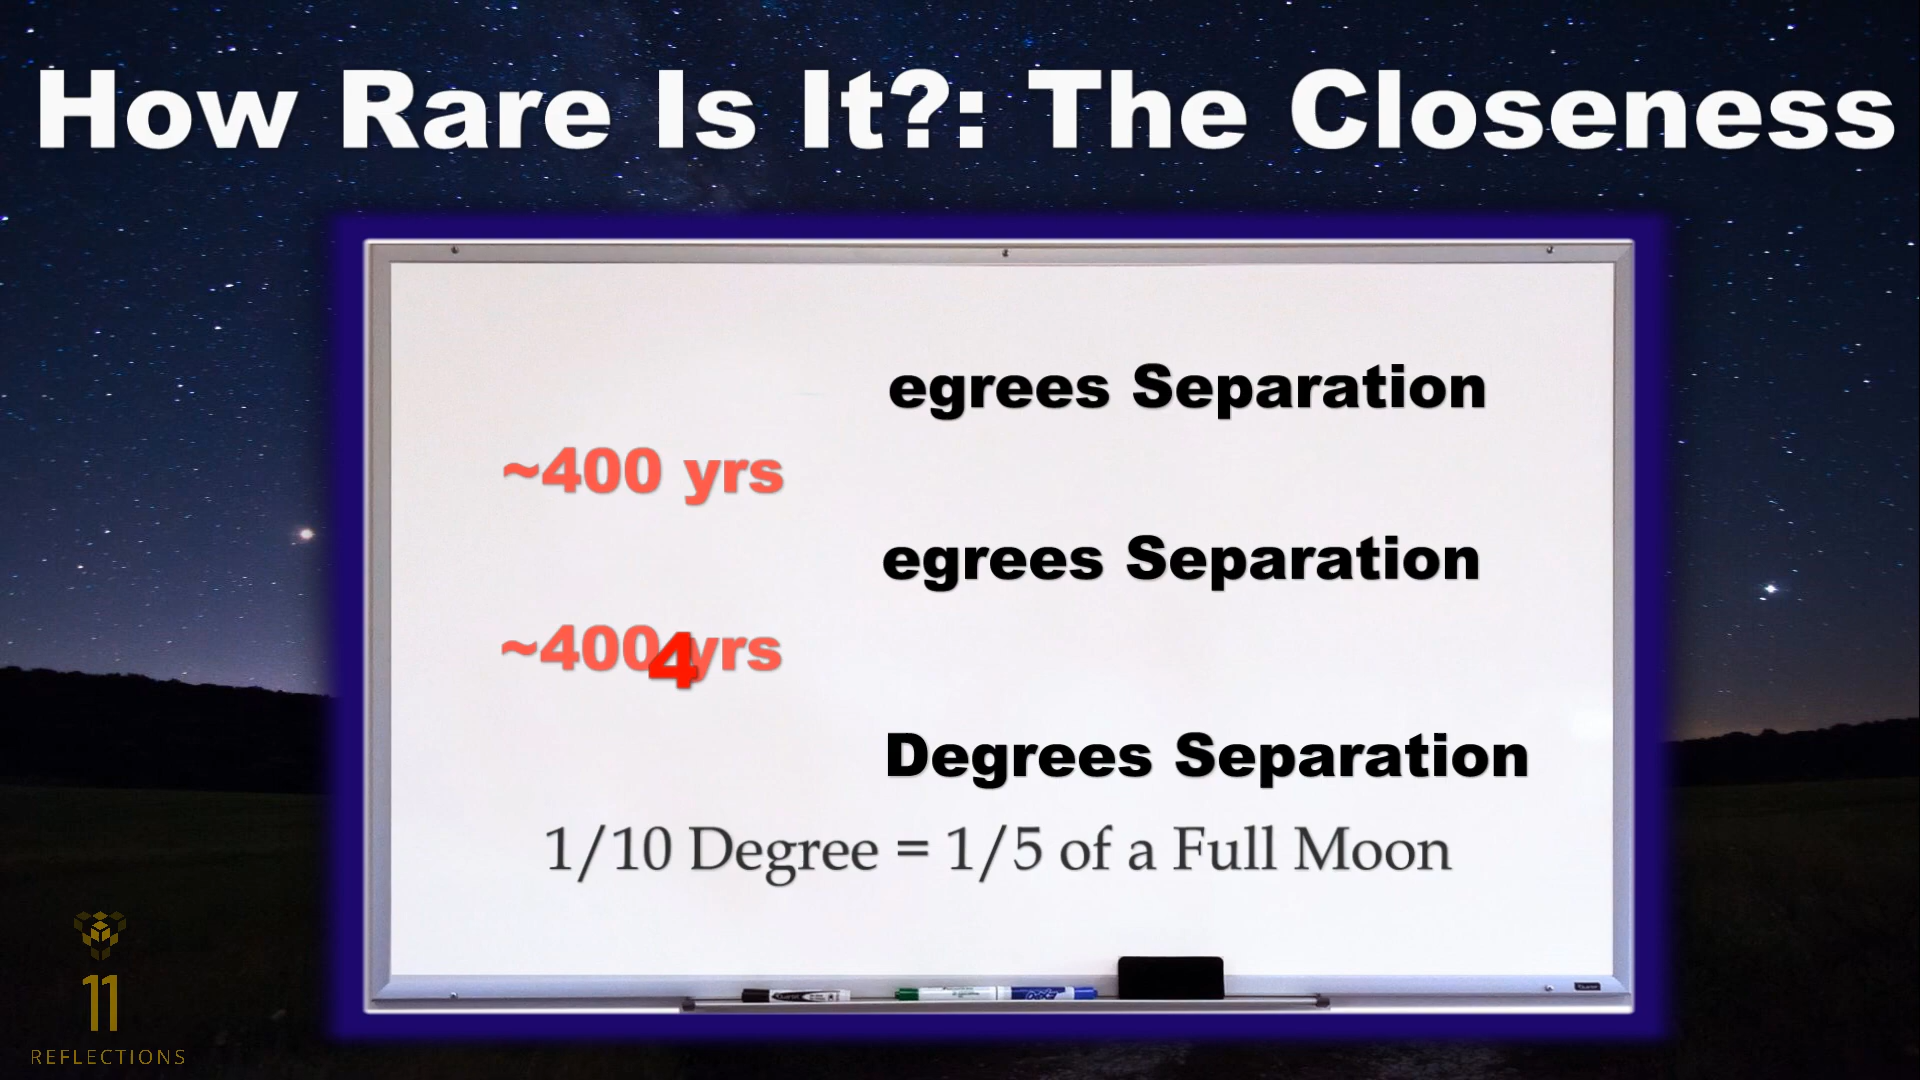 How Rare Is It?: The Closeness
egrees Separation
~400 yrs
egrees Separation
~400 yrs
4
Degrees Separation
1/10 Degree = 1/5 of a Full Moon
11
REFLECTIONS